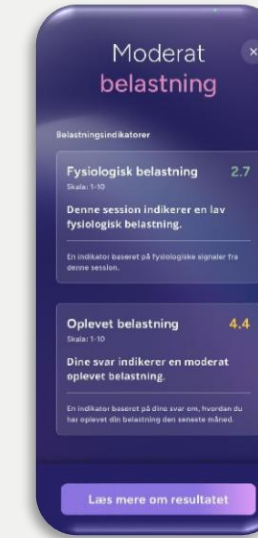 Moderat
belastning
×
Belastningsindikatorer
Fysiologisk belastning 2.7
Skala: 1-10
Denne session indikerer en lav
fysiologisk belastning.
En indikator baseret på fysiologiske signaler fra
denne session.
Oplevet belastning 4.4
Skala: 1-10
Dine svar indikerer en moderat
oplevet belastning.
En indikator baseret på dine svar om, hvordan du
har oplevet din belastning den seneste måned.
Læs mere om resultatet